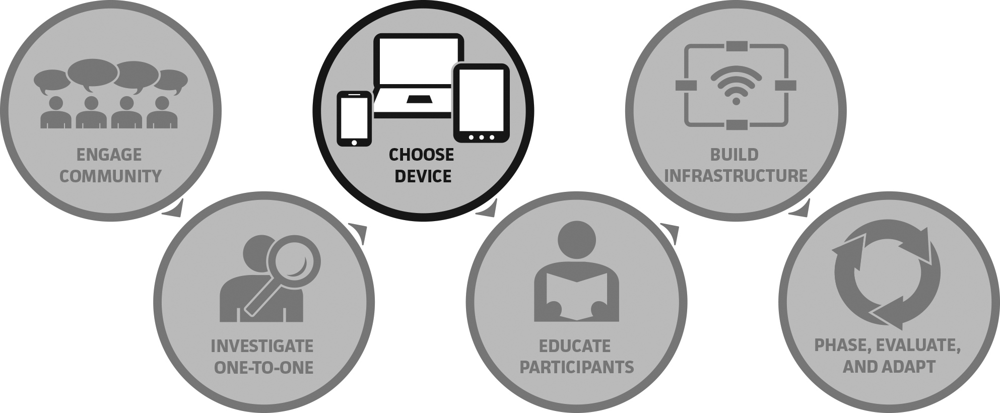 ENGAGE
COMMUNITY
INVESTIGATE
ONE-TO-ONE
CHOOSE
DEVICE
EDUCATE
PARTICIPANTS
BUILD
INFRASTRUCTURE
PHASE, EVALUATE,
AND ADAPT